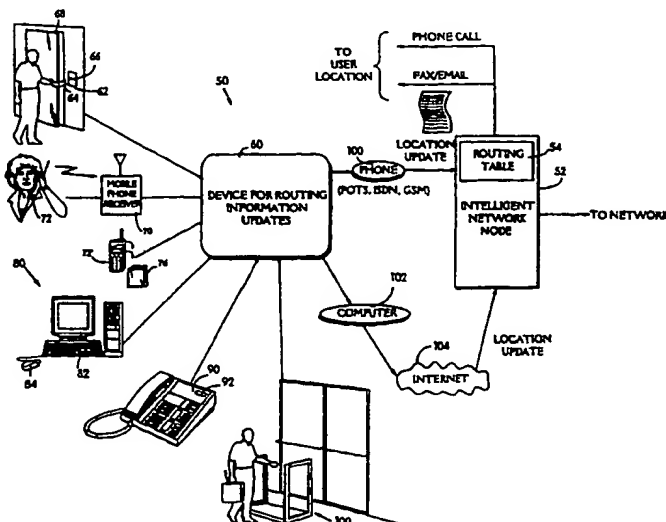 68
66
62
64
50
TO
USER
LOCATION
PHONE CALL
FAX/EMAIL
LOCATION
UPDATE
60
DEVICE FOR ROUTING
INFORMATION
UPDATES
100
PHONE
(POTS, ISDN, GSM)
ROUTING
TABLE
54
52
INTELLIGENT
NETWORK
NODE
TO NETWORK
72
MOBILE
PHONE
RECEIVER
70
77
76
80
84
82
90
92
102
COMPUTER
104
INTERNET
LOCATION
UPDATE